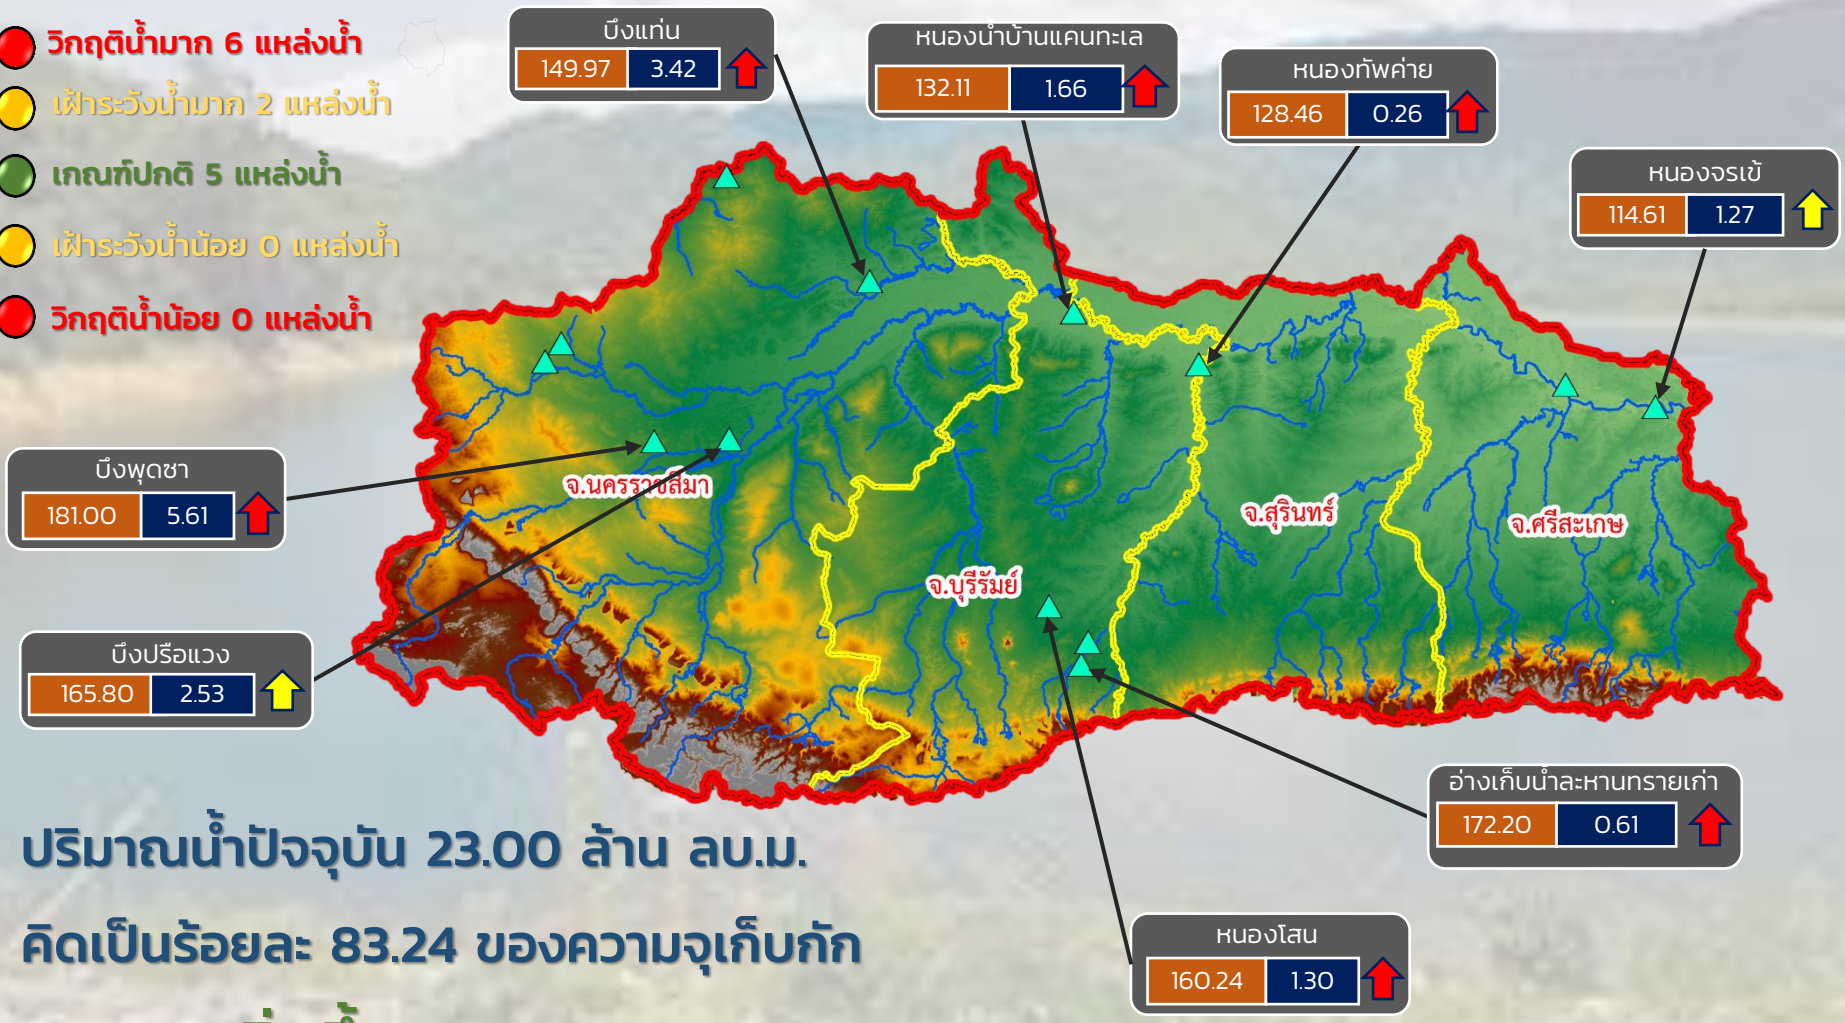 วิกฤติน้ำมาก 6 แหล่งน้ำ
เฝ้าระวังน้ำมาก 2 แหล่งน้ำ
เกณฑ์ปกติ 5 แหล่งน้ำ
เฝ้าระวังน้ำน้อย 0 แหล่งน้ำ
วิกฤติน้ำน้อย 0 แหล่งน้ำ
บึงแท่น
149.97 3.42
หนองน้ำบ้านแคนทะเล
132.11 1.66
หนองทัพค่าย
128.46 0.26
หนองจรเข้
114.61 1.27
บึงพุดซา
181.00 5.61
บึงปรือแวง
165.80 2.53
จ.นครราชสีมา
จ.บุรีรัมย์
จ.สุรินทร์
จ.ศรีสะเกษ
อ่างเก็บน้ำละหานทรายเก่า
172.20 0.61
หนองโสน
160.24 1.30
ปริมาณน้ำปัจจุบัน 23.00 ล้าน ลบ.ม.
คิดเป็นร้อยละ 83.24 ของความจุเก็บกัก